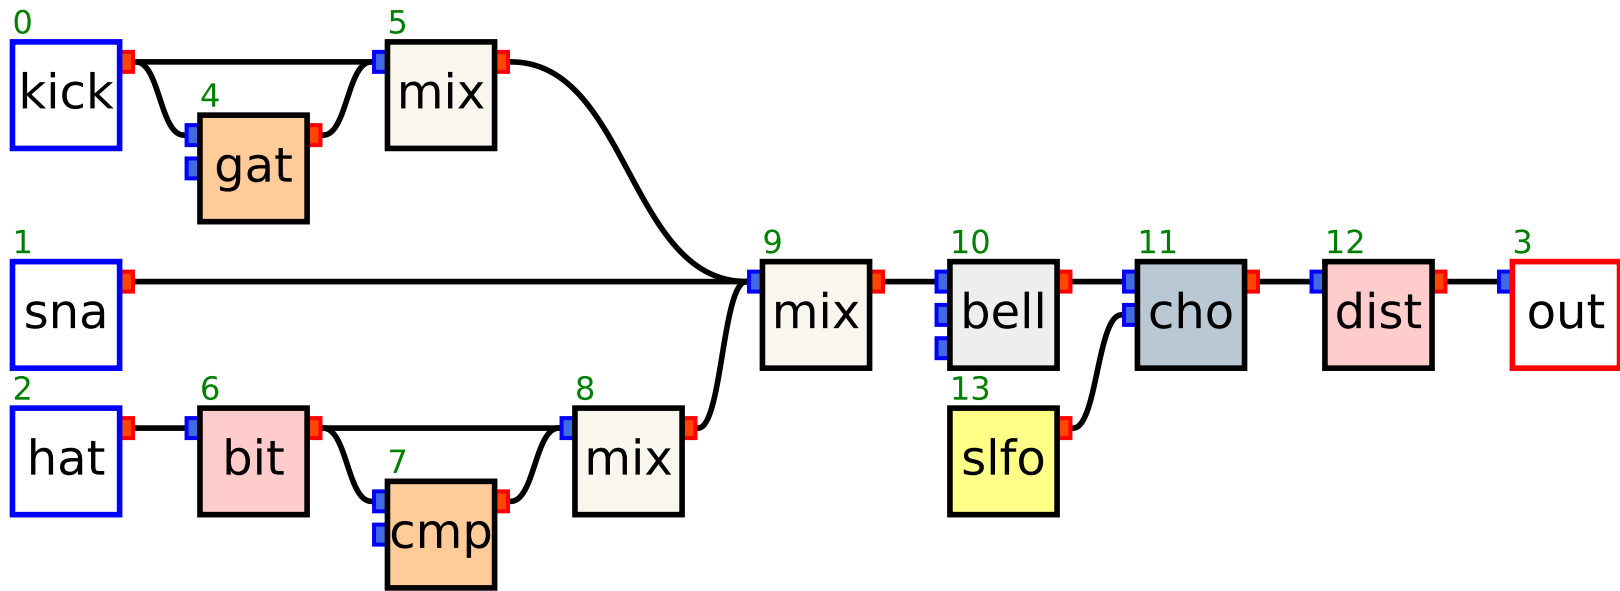 0
kick
5
mix
4
gat
1
sna
9
mix
10
bell
11
cho
12
dist
3
out
2
hat
6
bit
8
mix
13
slfo
7
cmp